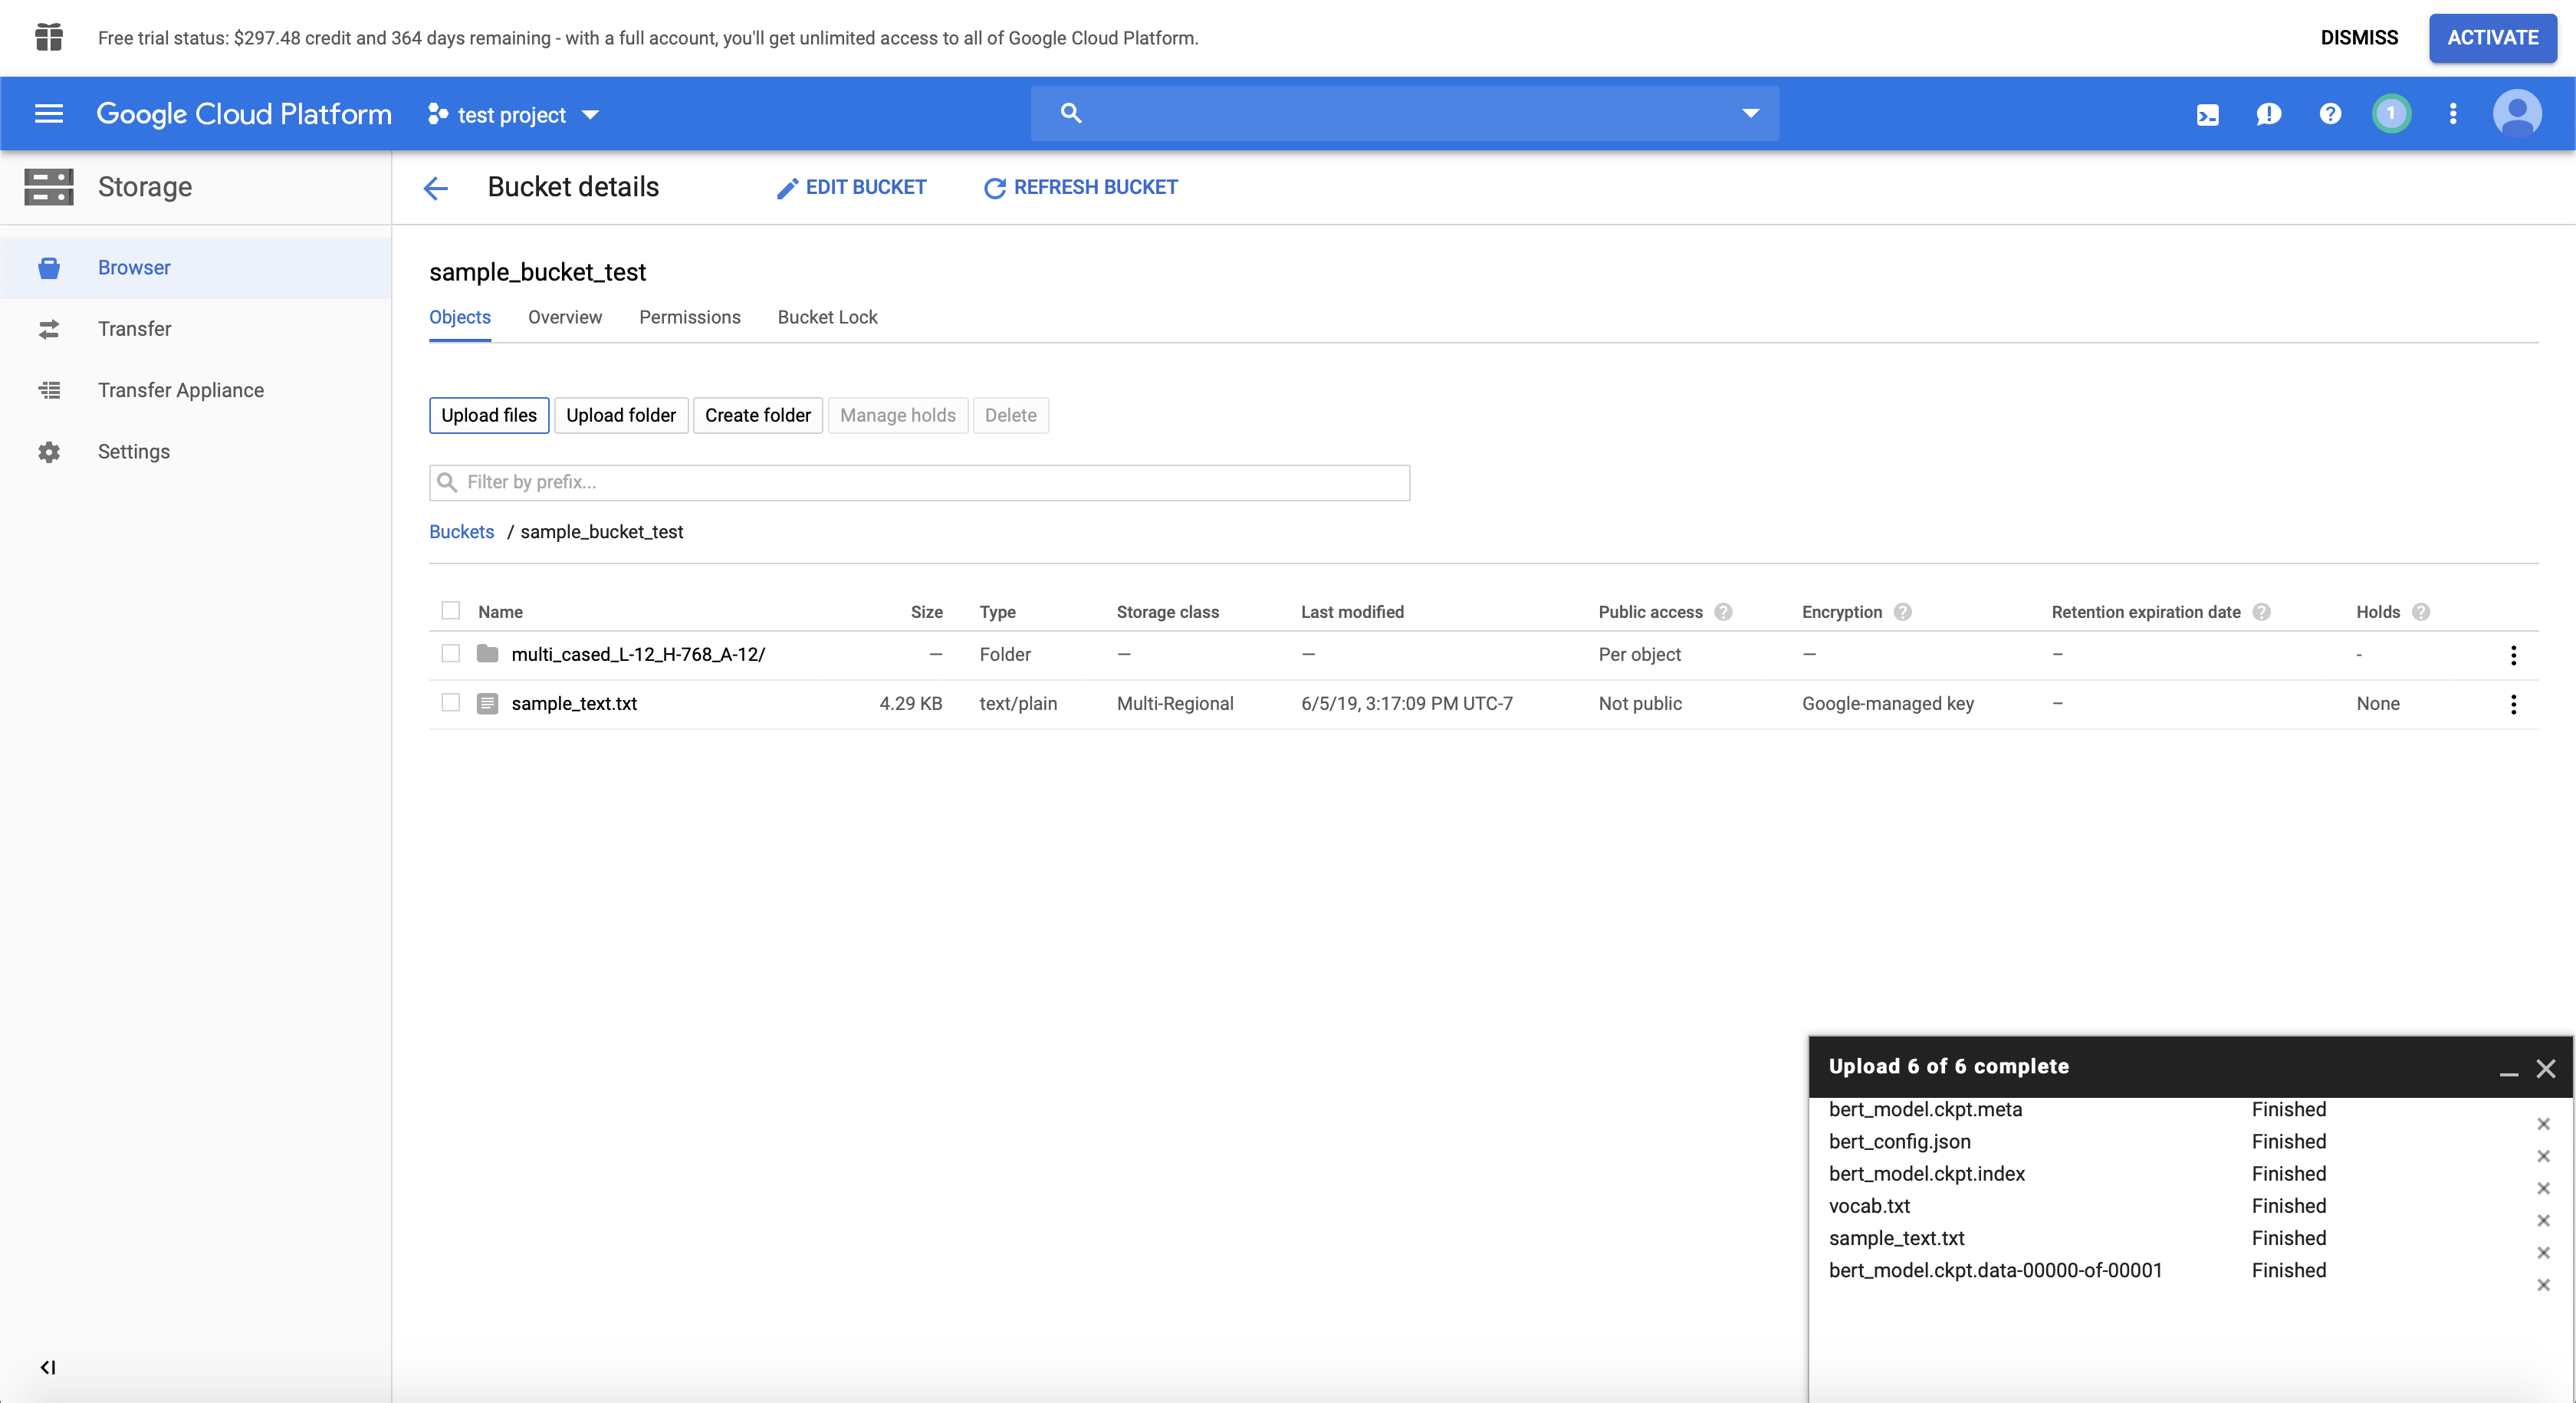 Free trial status: $297.48 credit and 364 days remaining - with a full account, you'll get unlimited access to all of Google Cloud Platform.
DISMISS
ACTIVATE
Google Cloud Platform
test project
1
Storage
Bucket details
EDIT BUCKET
REFRESH BUCKET
Browser
Transfer
Transfer Appliance
Settings
sample_bucket_test
Objects Overview Permissions Bucket Lock
Upload files Upload folder Create folder Manage holds Delete
Filter by prefix...
Buckets / sample_bucket_test
Name Size Type Storage class Last modified Public access Encryption Retention expiration date Holds
multi_cased_L-12_H-768_A-12/ — Folder — — Per object — – -
sample_text.txt 4.29 KB text/plain Multi-Regional 6/5/19, 3:17:09 PM UTC-7 Not public Google-managed key – None
Upload 6 of 6 complete
bert_model.ckpt.meta Finished
bert_config.json Finished
bert_model.ckpt.index Finished
vocab.txt Finished
sample_text.txt Finished
bert_model.ckpt.data-00000-of-00001 Finished